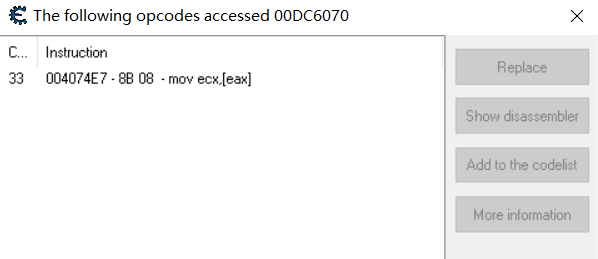 The following opcodes accessed 00DC6070
C... Instruction
33 004074E7 - 8B 08 - mov ecx,[eax]
Replace
Show disassembler
Add to the codelist
More information